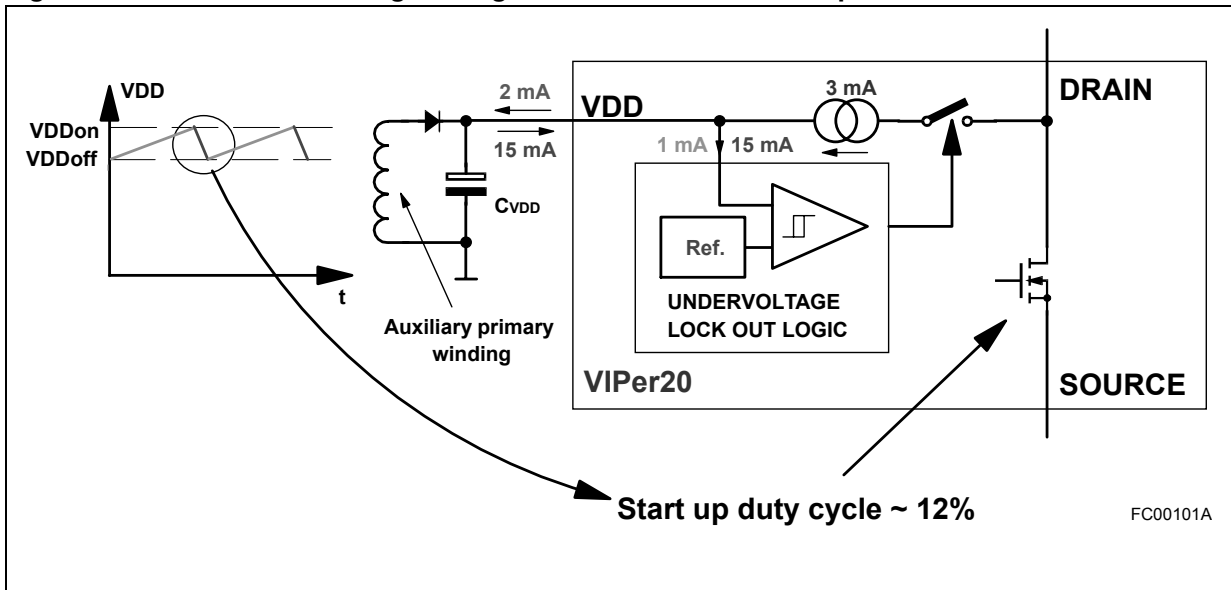 VDD
VDDon
VDDoff
t
2 mA
15 mA
CVDD
Auxiliary primary
winding
VDD
3 mA
DRAIN
1 mA
15 mA
Ref.
UNDERVOLTAGE
LOCK OUT LOGIC
VIPer20
SOURCE
Start up duty cycle ~ 12%
FC00101A